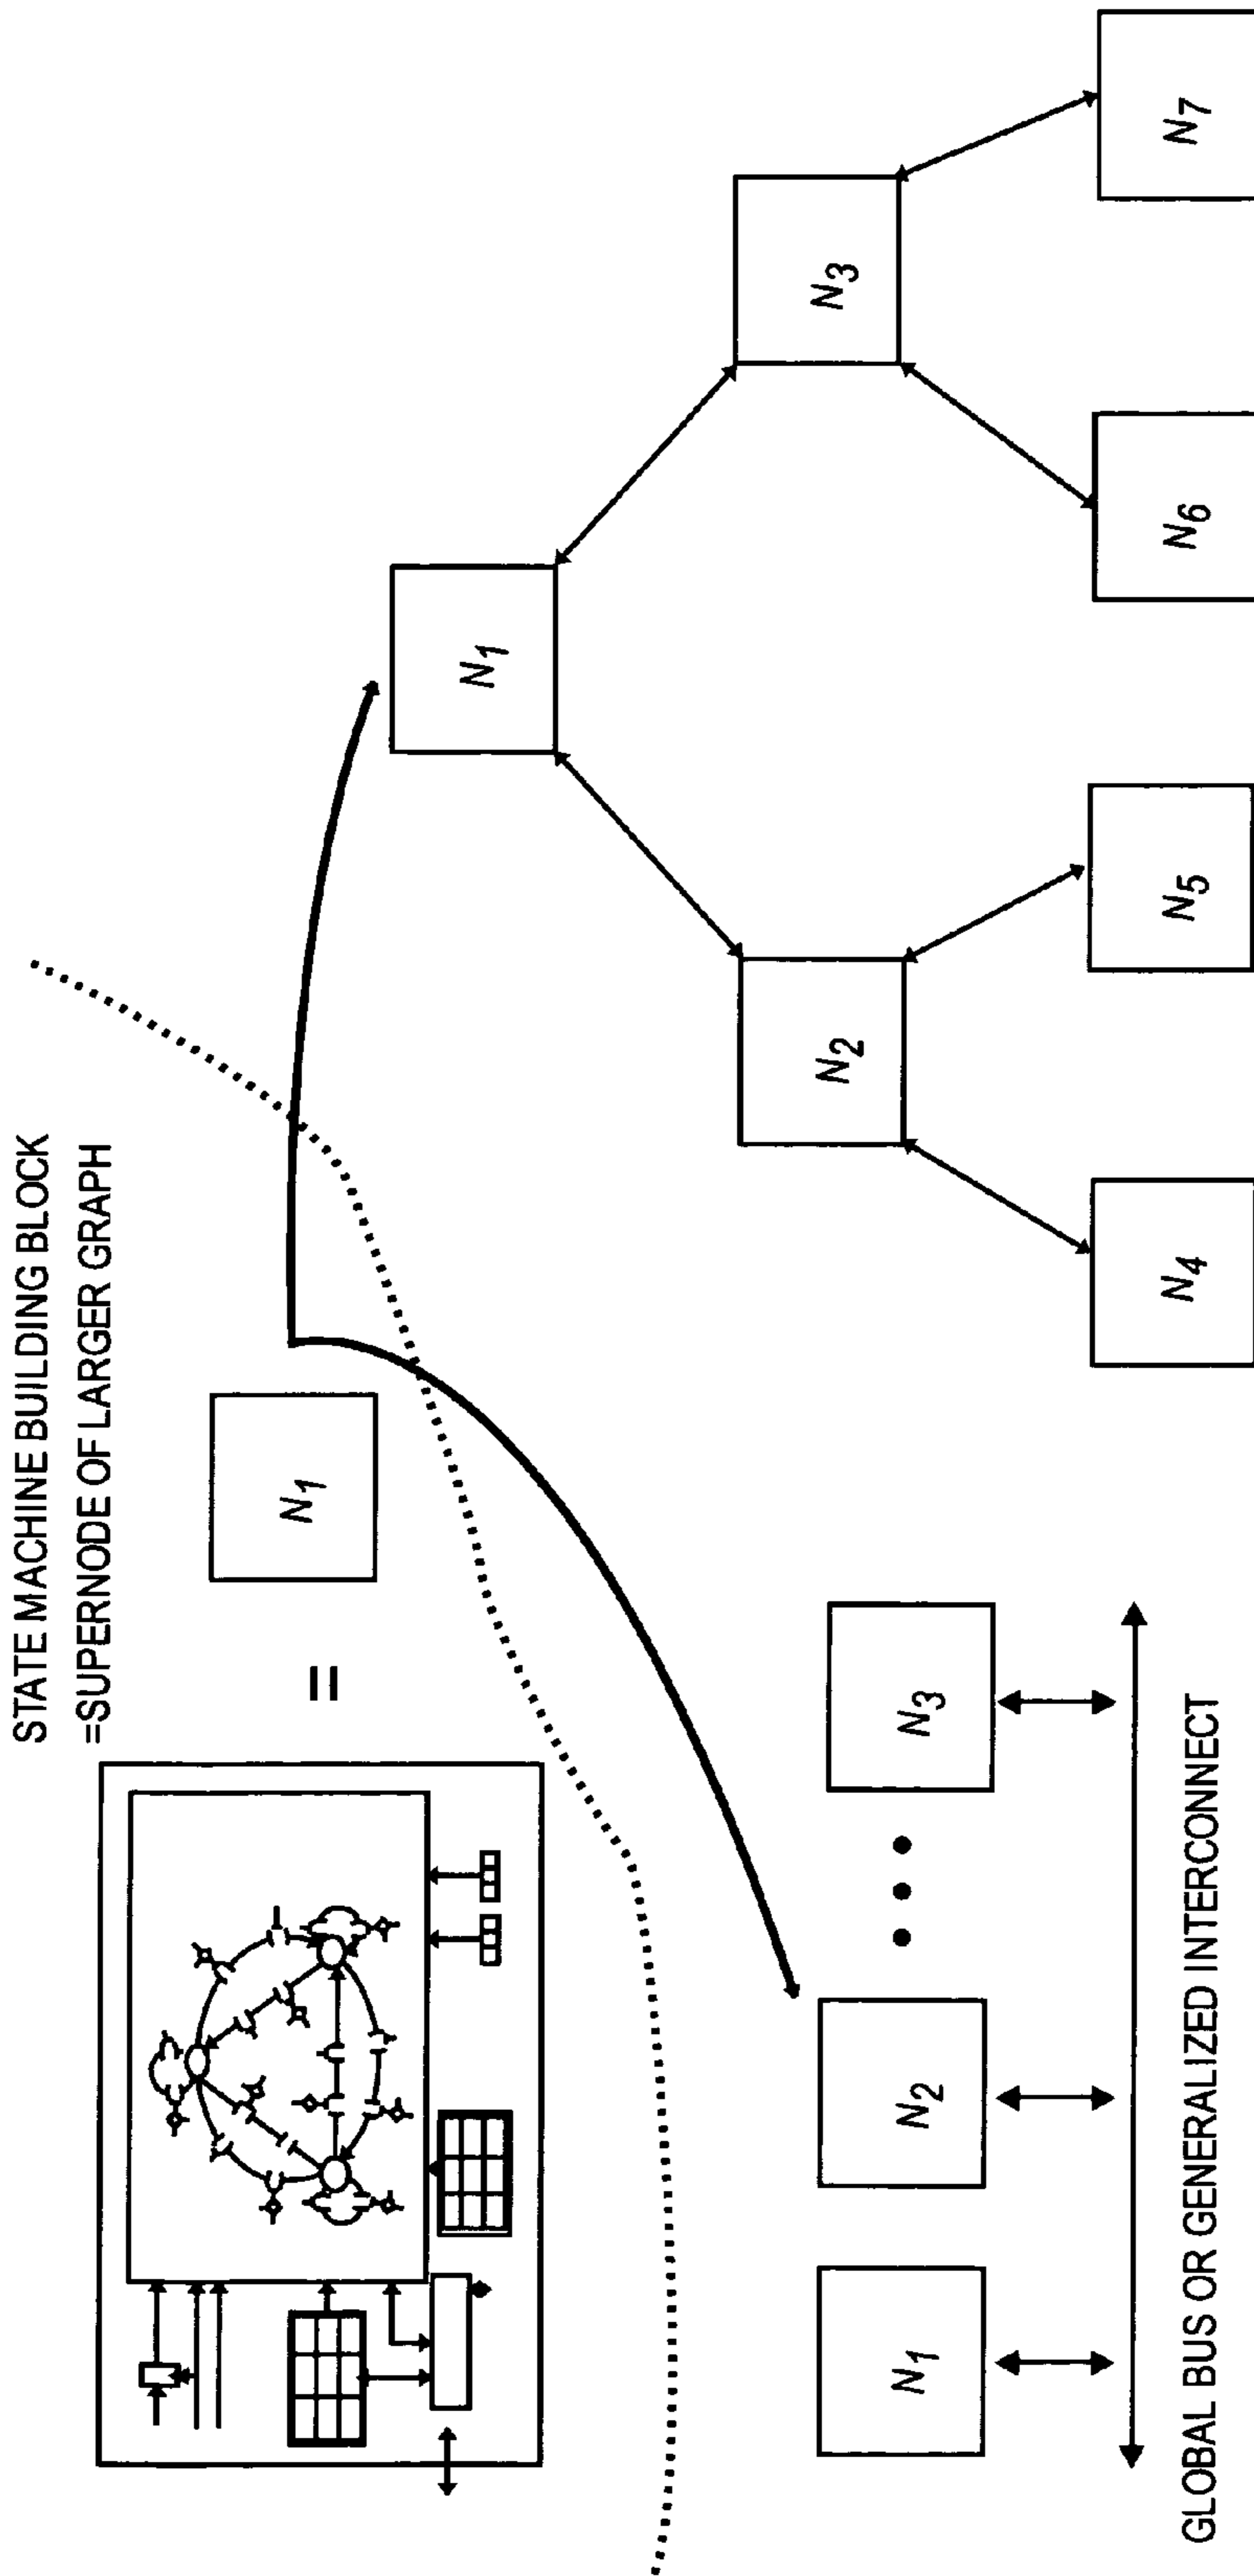 STATE MACHINE BUILDING BLOCK
=SUPERNODE OF LARGER GRAPH
=
N1
N1
N2
N3
N4
N5
N6
N7
N1
N2
• • •
N3
GLOBAL BUS OR GENERALIZED INTERCONNECT